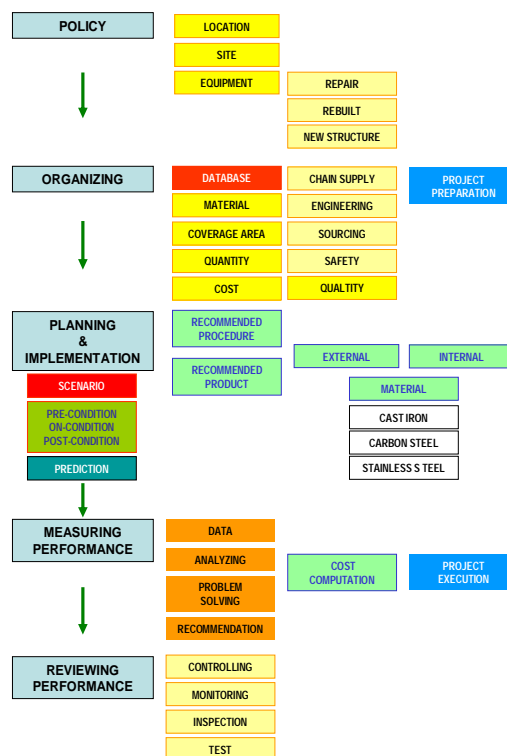 POLICY
LOCATION
SITE
EQUIPMENT
REPAIR
REBUILT
NEW STRUCTURE
ORGANIZING
DATABASE
CHAIN SUPPLY
PROJECT
PREPARATION
MATERIAL
ENGINEERING
COVERAGE AREA
SOURCING
QUANTITY
SAFETY
COST
QUALTITY
PLANNING
&
IMPLEMENTATION
RECOMMENDED
PROCEDURE
EXTERNAL
INTERNAL
RECOMMENDED
PRODUCT
SCENARIO
MATERIAL
PRE-CONDITION
ON-CONDITION
POST-CONDITION
CAST IRON
CARBON STEEL
PREDICTION
STAINLESS S TEEL
MEASURING
PERFORMANCE
DATA
ANALYZING
COST
COMPUTATION
PROJECT
EXECUTION
PROBLEM
SOLVING
RECOMMENDATION
REVIEWING
PERFORMANCE
CONTROLLING
MONITORING
INSPECTION
TEST